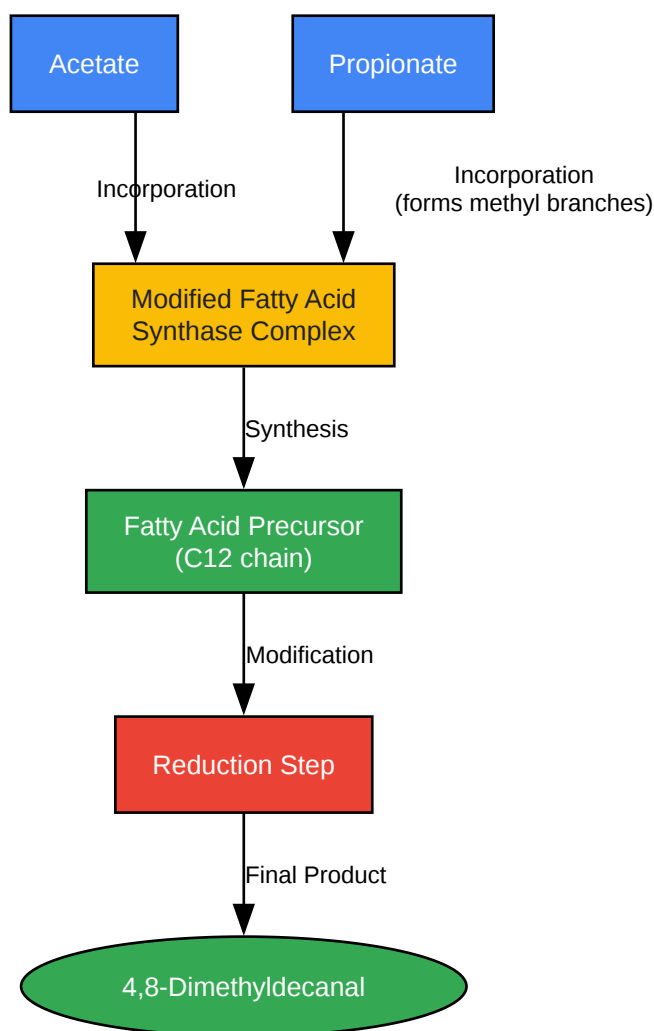 Acetate
Propionate
Incorporation
Incorporation
(forms methyl branches)
Modified Fatty Acid
Synthase Complex
Synthesis
Fatty Acid Precursor
(C12 chain)
Modification
Reduction Step
Final Product
4,8-Dimethyldecanal